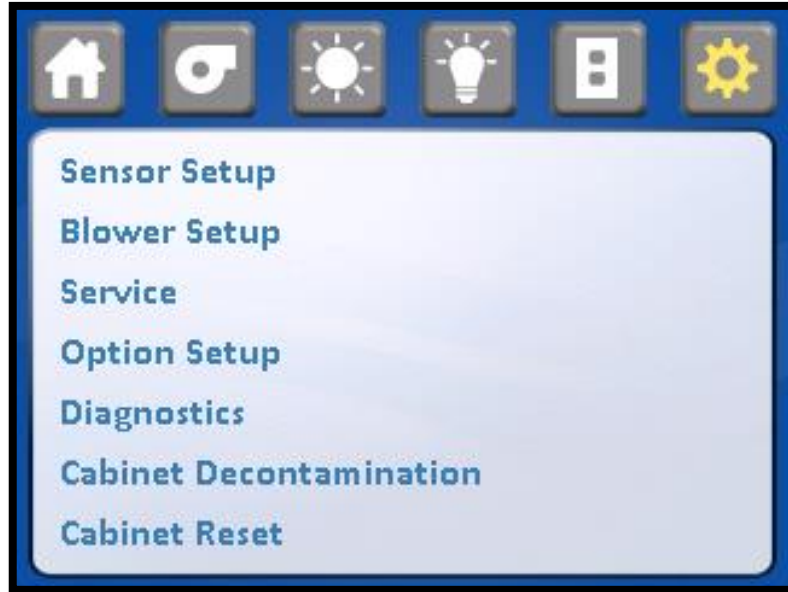 Sensor Setup
Blower Setup
Service
Option Setup
Diagnostics
Cabinet Decontamination
Cabinet Reset